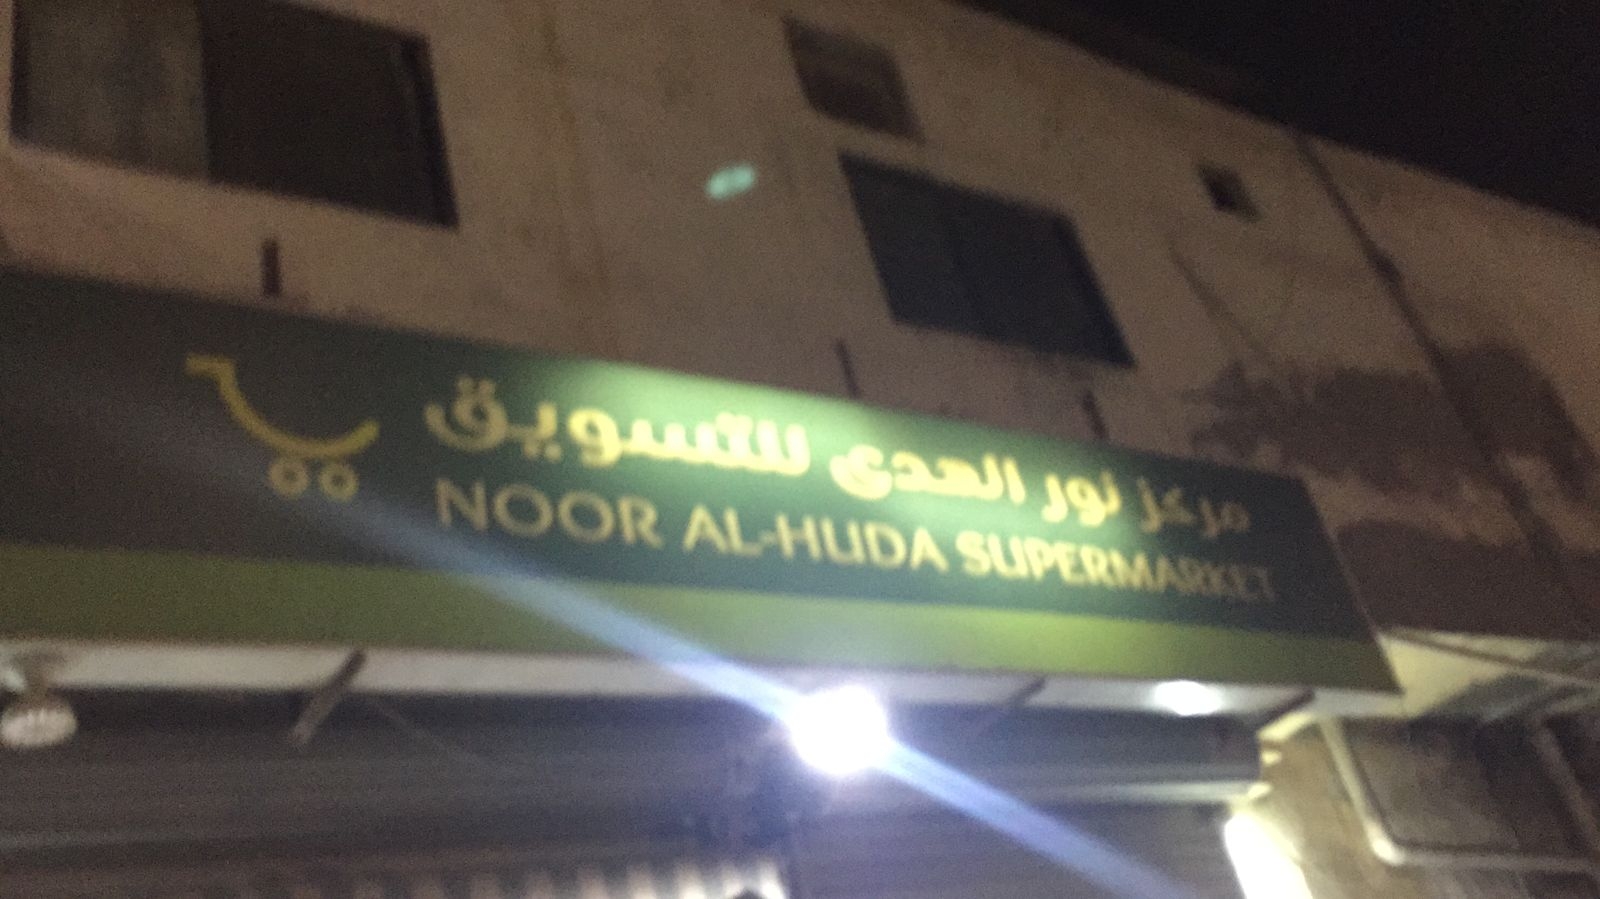 مركز نور الهدى للتسويق
NOOR AL-HUDA SUPERMARKET